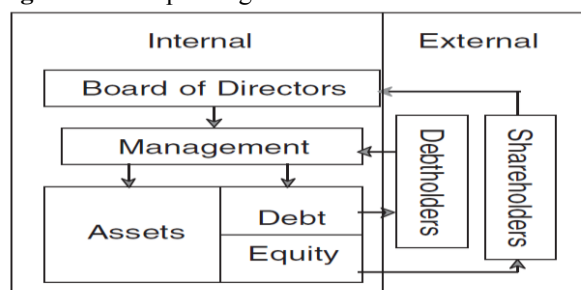 Internal
External
Board of Directors
Management
Debtholders
Shareholders
Assets
Debt
Equity